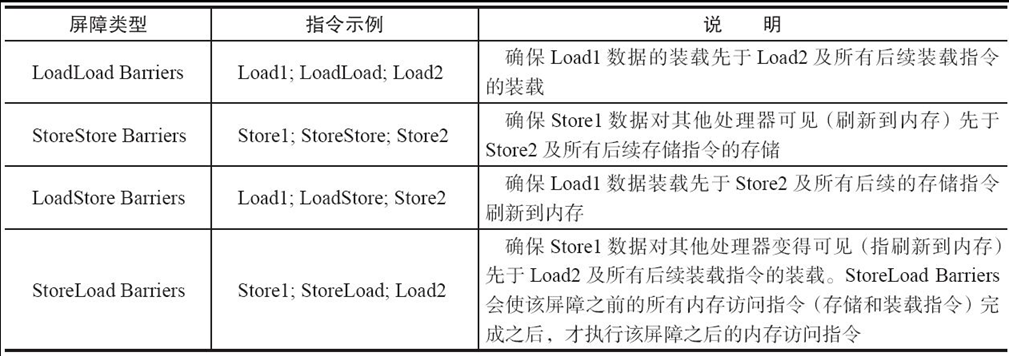 屏障类型 指令示例 说 明
LoadLoad Barriers Load1; LoadLoad; Load2 确保 Load1 数据的装载先于 Load2 及所有后续装载指令
的装载
StoreStore Barriers Store1; StoreStore; Store2 确保 Store1 数据对其他处理器可见（刷新到内存）先于
Store2 及所有后续存储指令的存储
LoadStore Barriers Load1; LoadStore; Store2 确保 Load1 数据装载先于 Store2 及所有后续的存储指令
刷新到内存
StoreLoad Barriers Store1; StoreLoad; Load2 确保 Store1 数据对其他处理器变得可见（指刷新到内存）
先于 Load2 及所有后续装载指令的装载。StoreLoad Barriers
会使该屏障之前的所有内存访问指令（存储和装载指令）完
成之后，才执行该屏障之后的内存访问指令